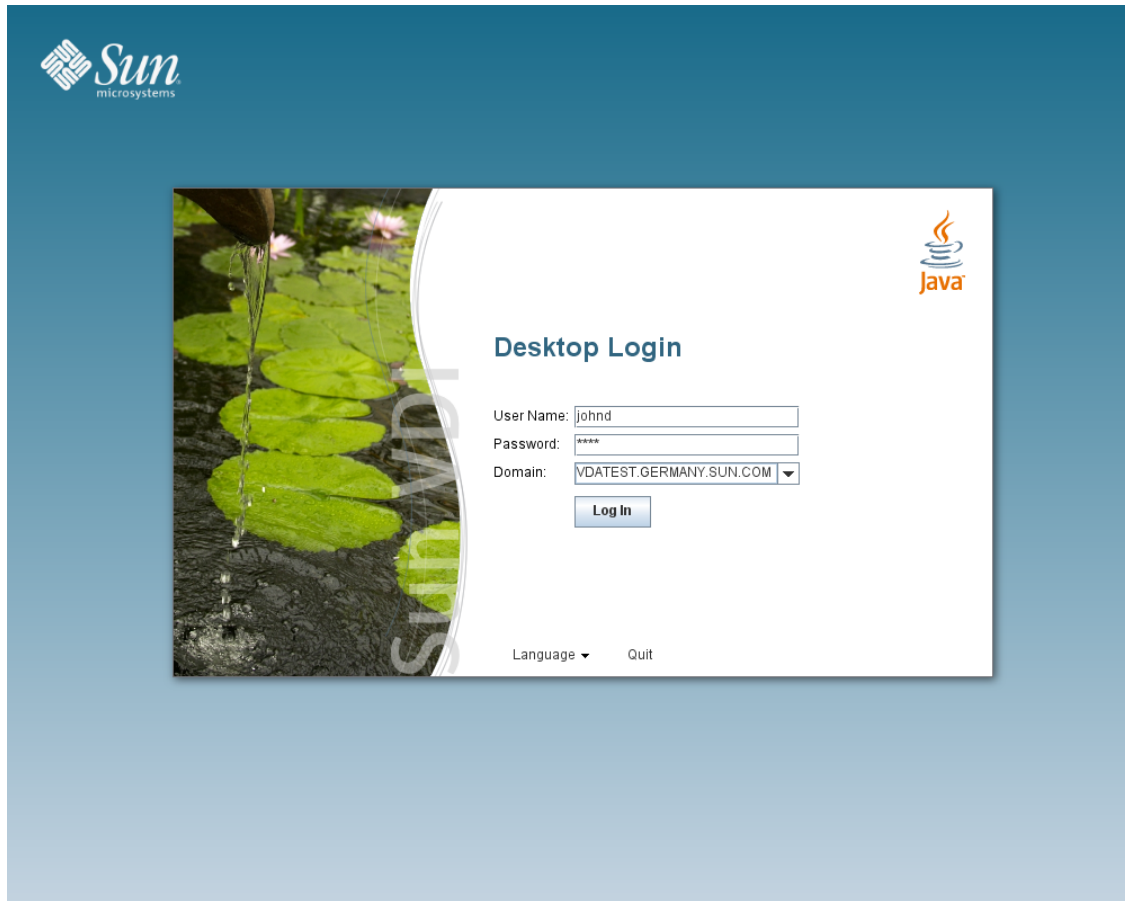 Sun
microsystems
Java
Sun VDI
Desktop Login
User Name: johnd
Password: ****
Domain: VDATEST.GERMANY.SUN.COM
Log In
Language Quit